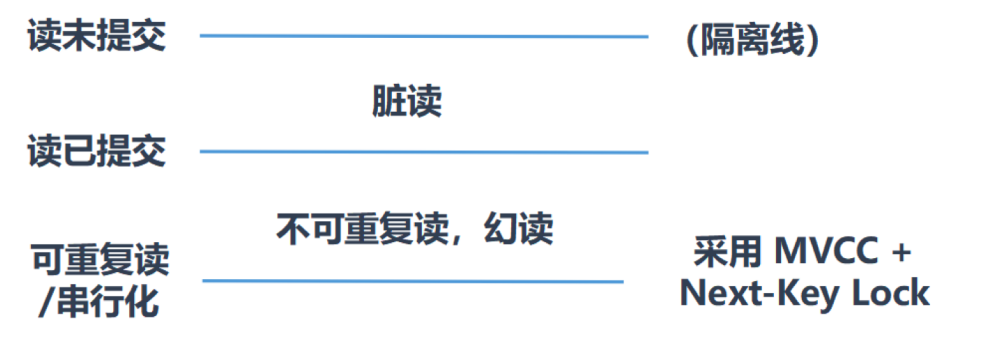 读未提交
（隔离线）
脏读
读已提交
不可重复读，幻读
可重复读
/串行化
采用 MVCC +
Next-Key Lock